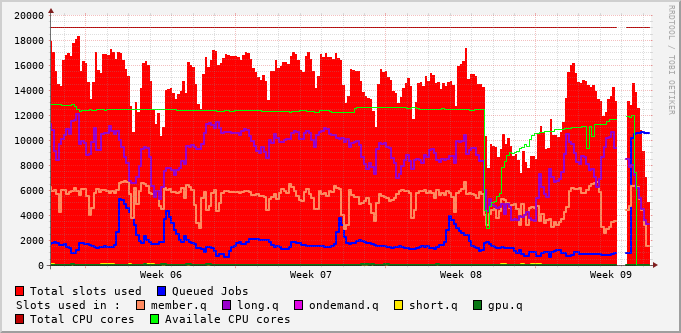 RRDTOOL / TOBI OETIKER
20000
18000
16000
14000
12000
10000
8000
6000
4000
2000
0
Week 06 Week 07 Week 08 Week 09
Total slots used Queued Jobs
Slots used in : member.q long.q ondemand.q short.q gpu.q
Total CPU cores Availale CPU cores